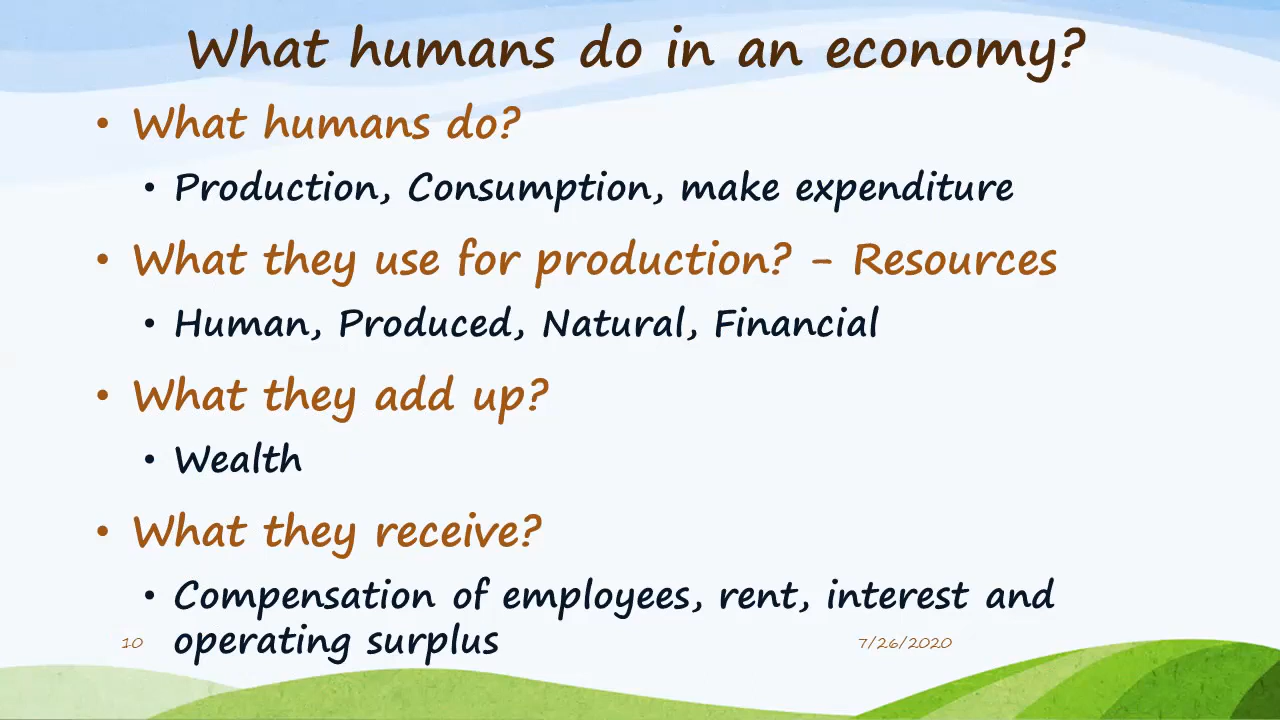 What humans do in an economy?
• What humans do?
• Production, Consumption, make expenditure
• What they use for production? – Resources
• Human, Produced, Natural, Financial
• What they add up?
• Wealth
• What they receive?
• Compensation of employees, rent, interest and
operating surplus
10
7/26/2020